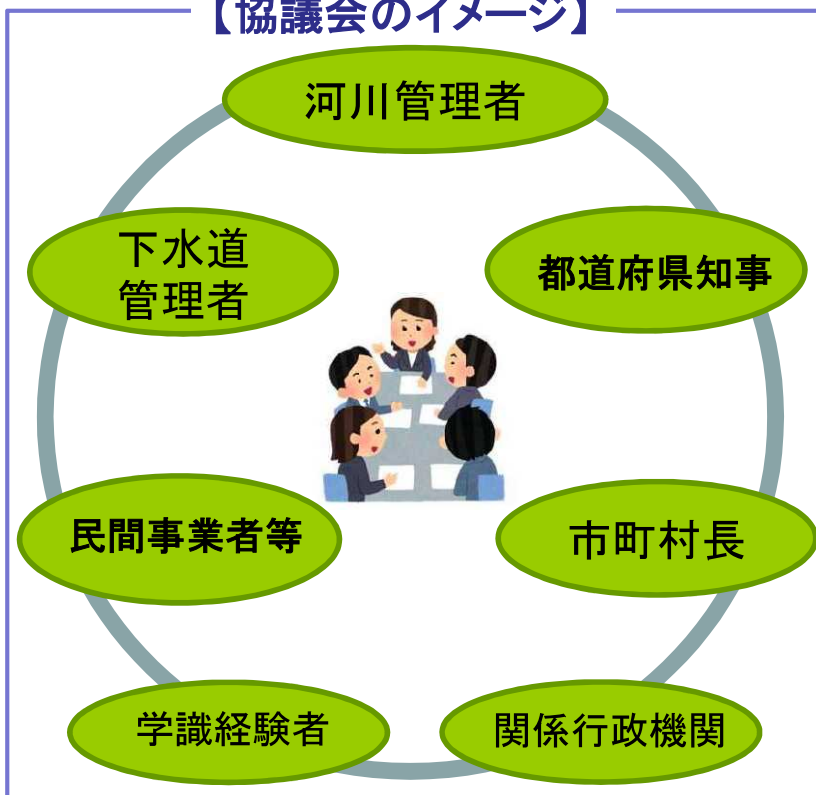 【協議会のイメージ】
河川管理者
下水道
管理者
都道府県知事
民間事業者等
市町村長
学識経験者
関係行政機関